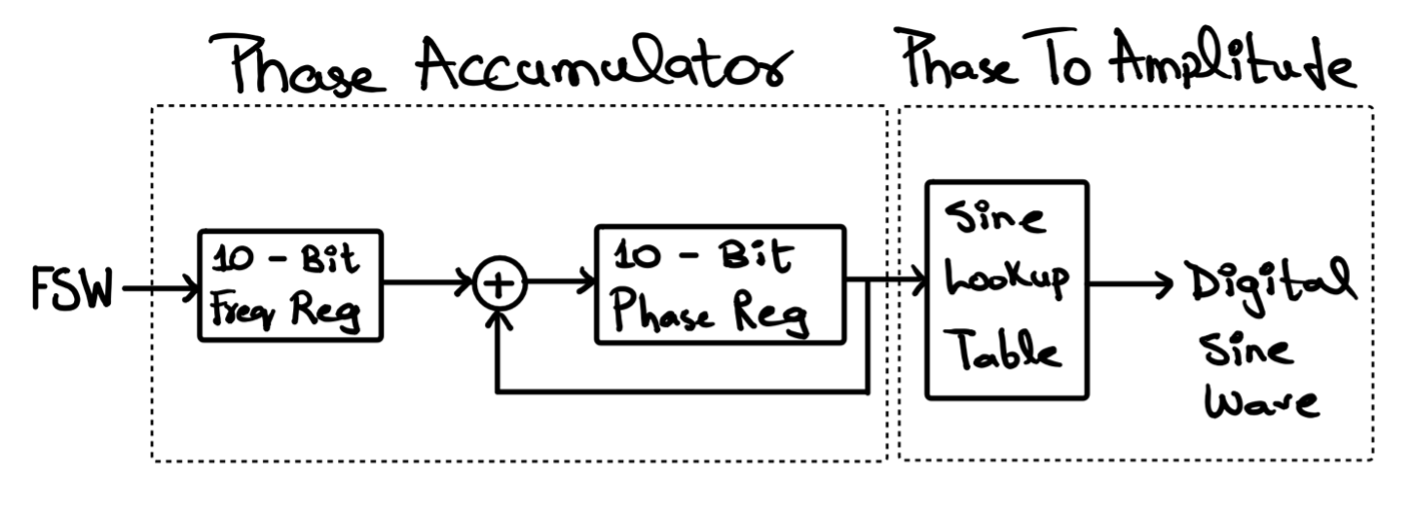 Phase Accumulator
Phase To Amplitude
FSW
10 - Bit
Freq Reg
+
10 - Bit
Phase Reg
Sine
Lookup
Table
Digital
Sine
Wave